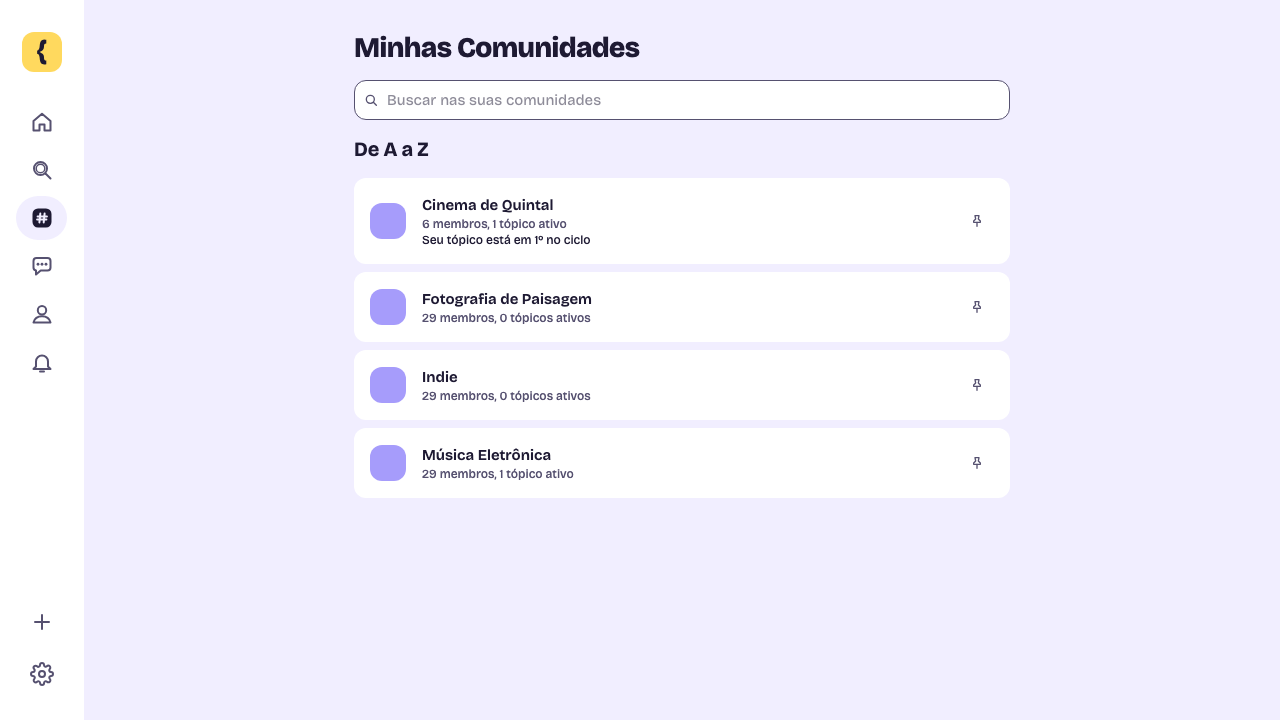 {
Minhas Comunidades
Buscar nas suas comunidades
De A a Z
Cinema de Quintal
6 membros, 1 tópico ativo
Seu tópico está em 1º no ciclo
Fotografia de Paisagem
29 membros, 0 tópicos ativos
Indie
29 membros, 0 tópicos ativos
Música Eletrônica
29 membros, 1 tópico ativo